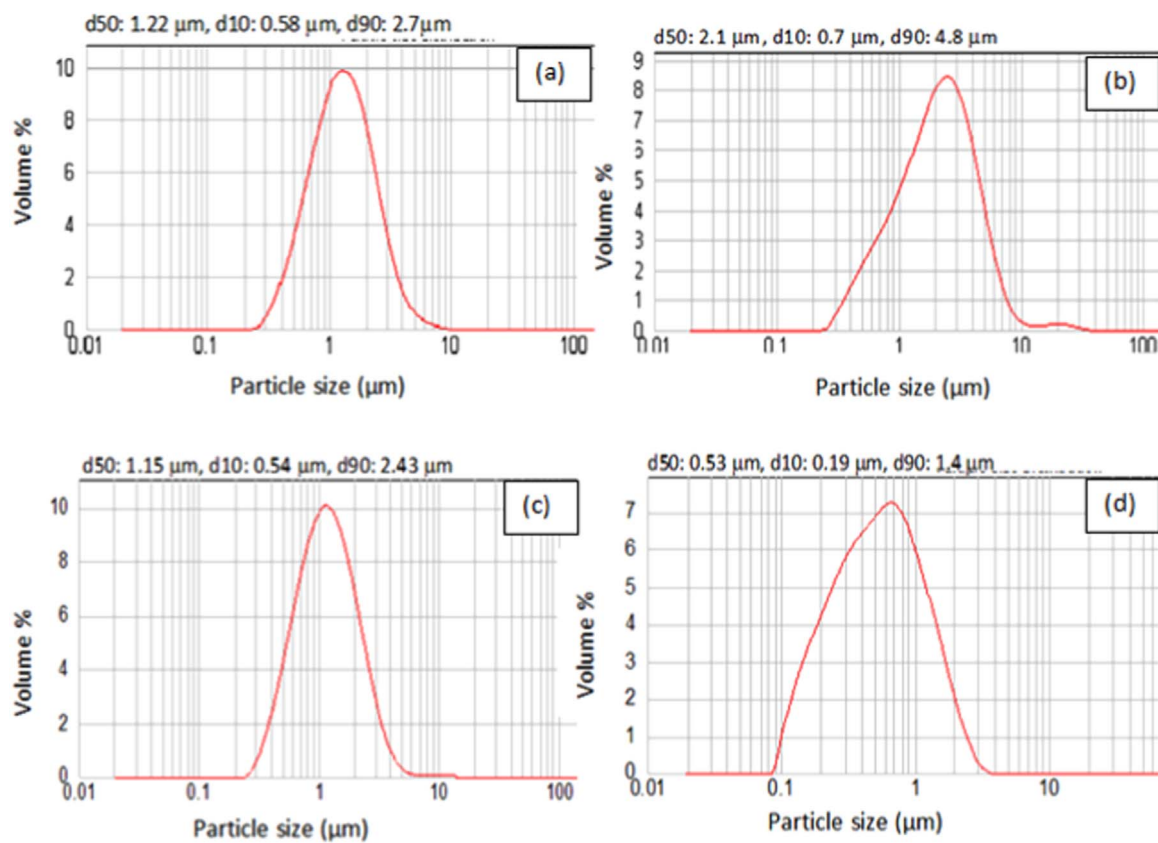 d50: 1.22 µm, d10: 0.58 µm, d90: 2.7µm
(a)
10
8
6
4
2
0
Volume %
0.01 0.1 1 10 100
Particle size (µm)
d50: 2.1 µm, d10: 0.7 µm, d90: 4.8 µm
(b)
9
8
7
6
5
4
3
2
1
0
Volume %
0.1 1 10
Particle size (µm)
d50: 1.15 µm, d10: 0.54 µm, d90: 2.43 µm
(c)
10
8
6
4
2
0
Volume %
0.01 0.1 1 10 100
Particle size (µm)
d50: 0.53 µm, d10: 0.19 µm, d90: 1.4 µm
(d)
7
6
5
4
3
2
1
0
Volume %
0.01 0.1 1 10
Particle size (µm)